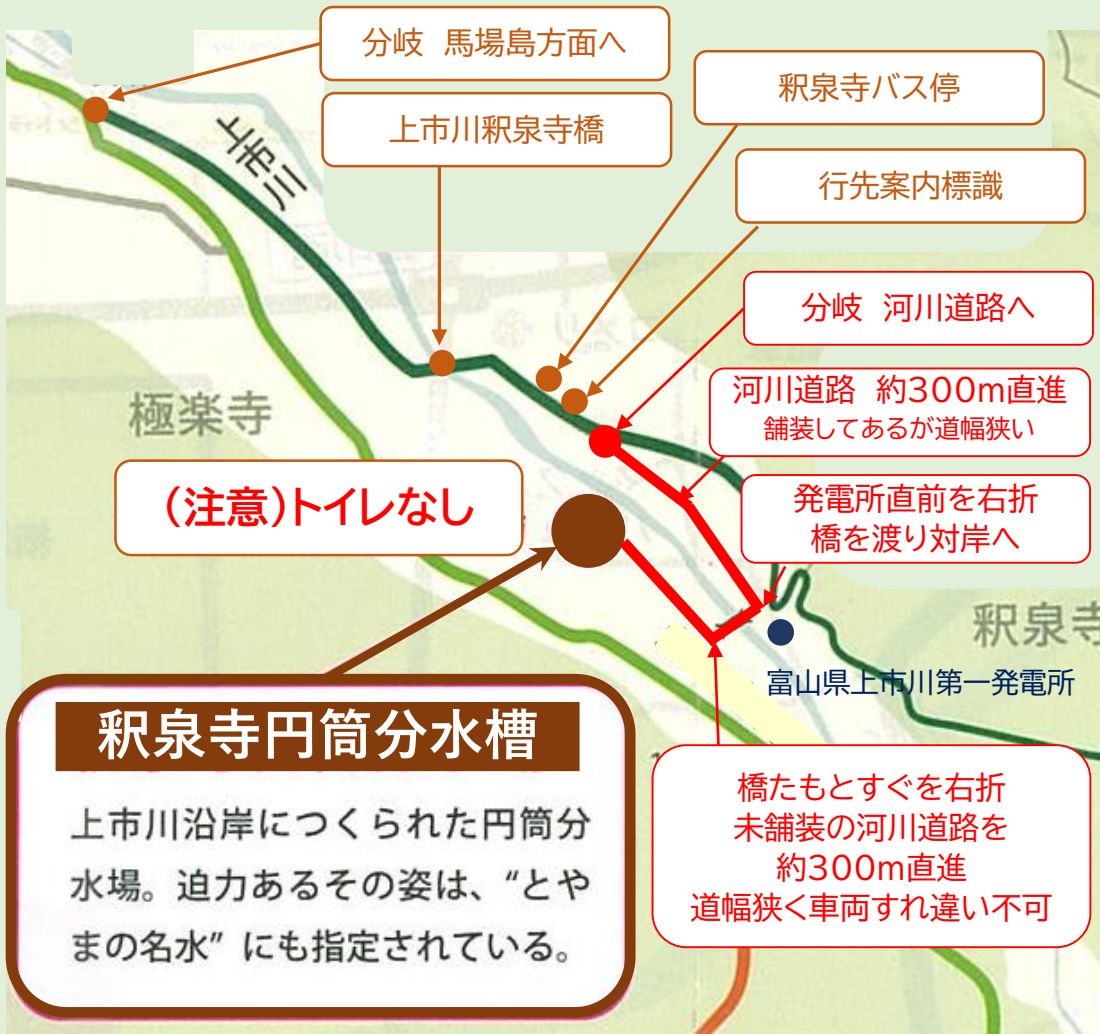 分岐 馬場島方面へ
釈泉寺バス停
上市川釈泉寺橋
上市川
行先案内標識
分岐 河川道路へ
河川道路 約300m直進
舗装してあるが道幅狭い
極楽寺
(注意)トイレなし
発電所直前を右折
橋を渡り対岸へ
釈泉寺
富山県上市川第一発電所
釈泉寺円筒分水槽
上市川沿岸につくられた円筒分
水場。迫力あるその姿は、“とや
まの名水”にも指定されている。
橋たもとすぐを右折
未舗装の河川道路を
約300m直進
道幅狭く車両すれ違い不可